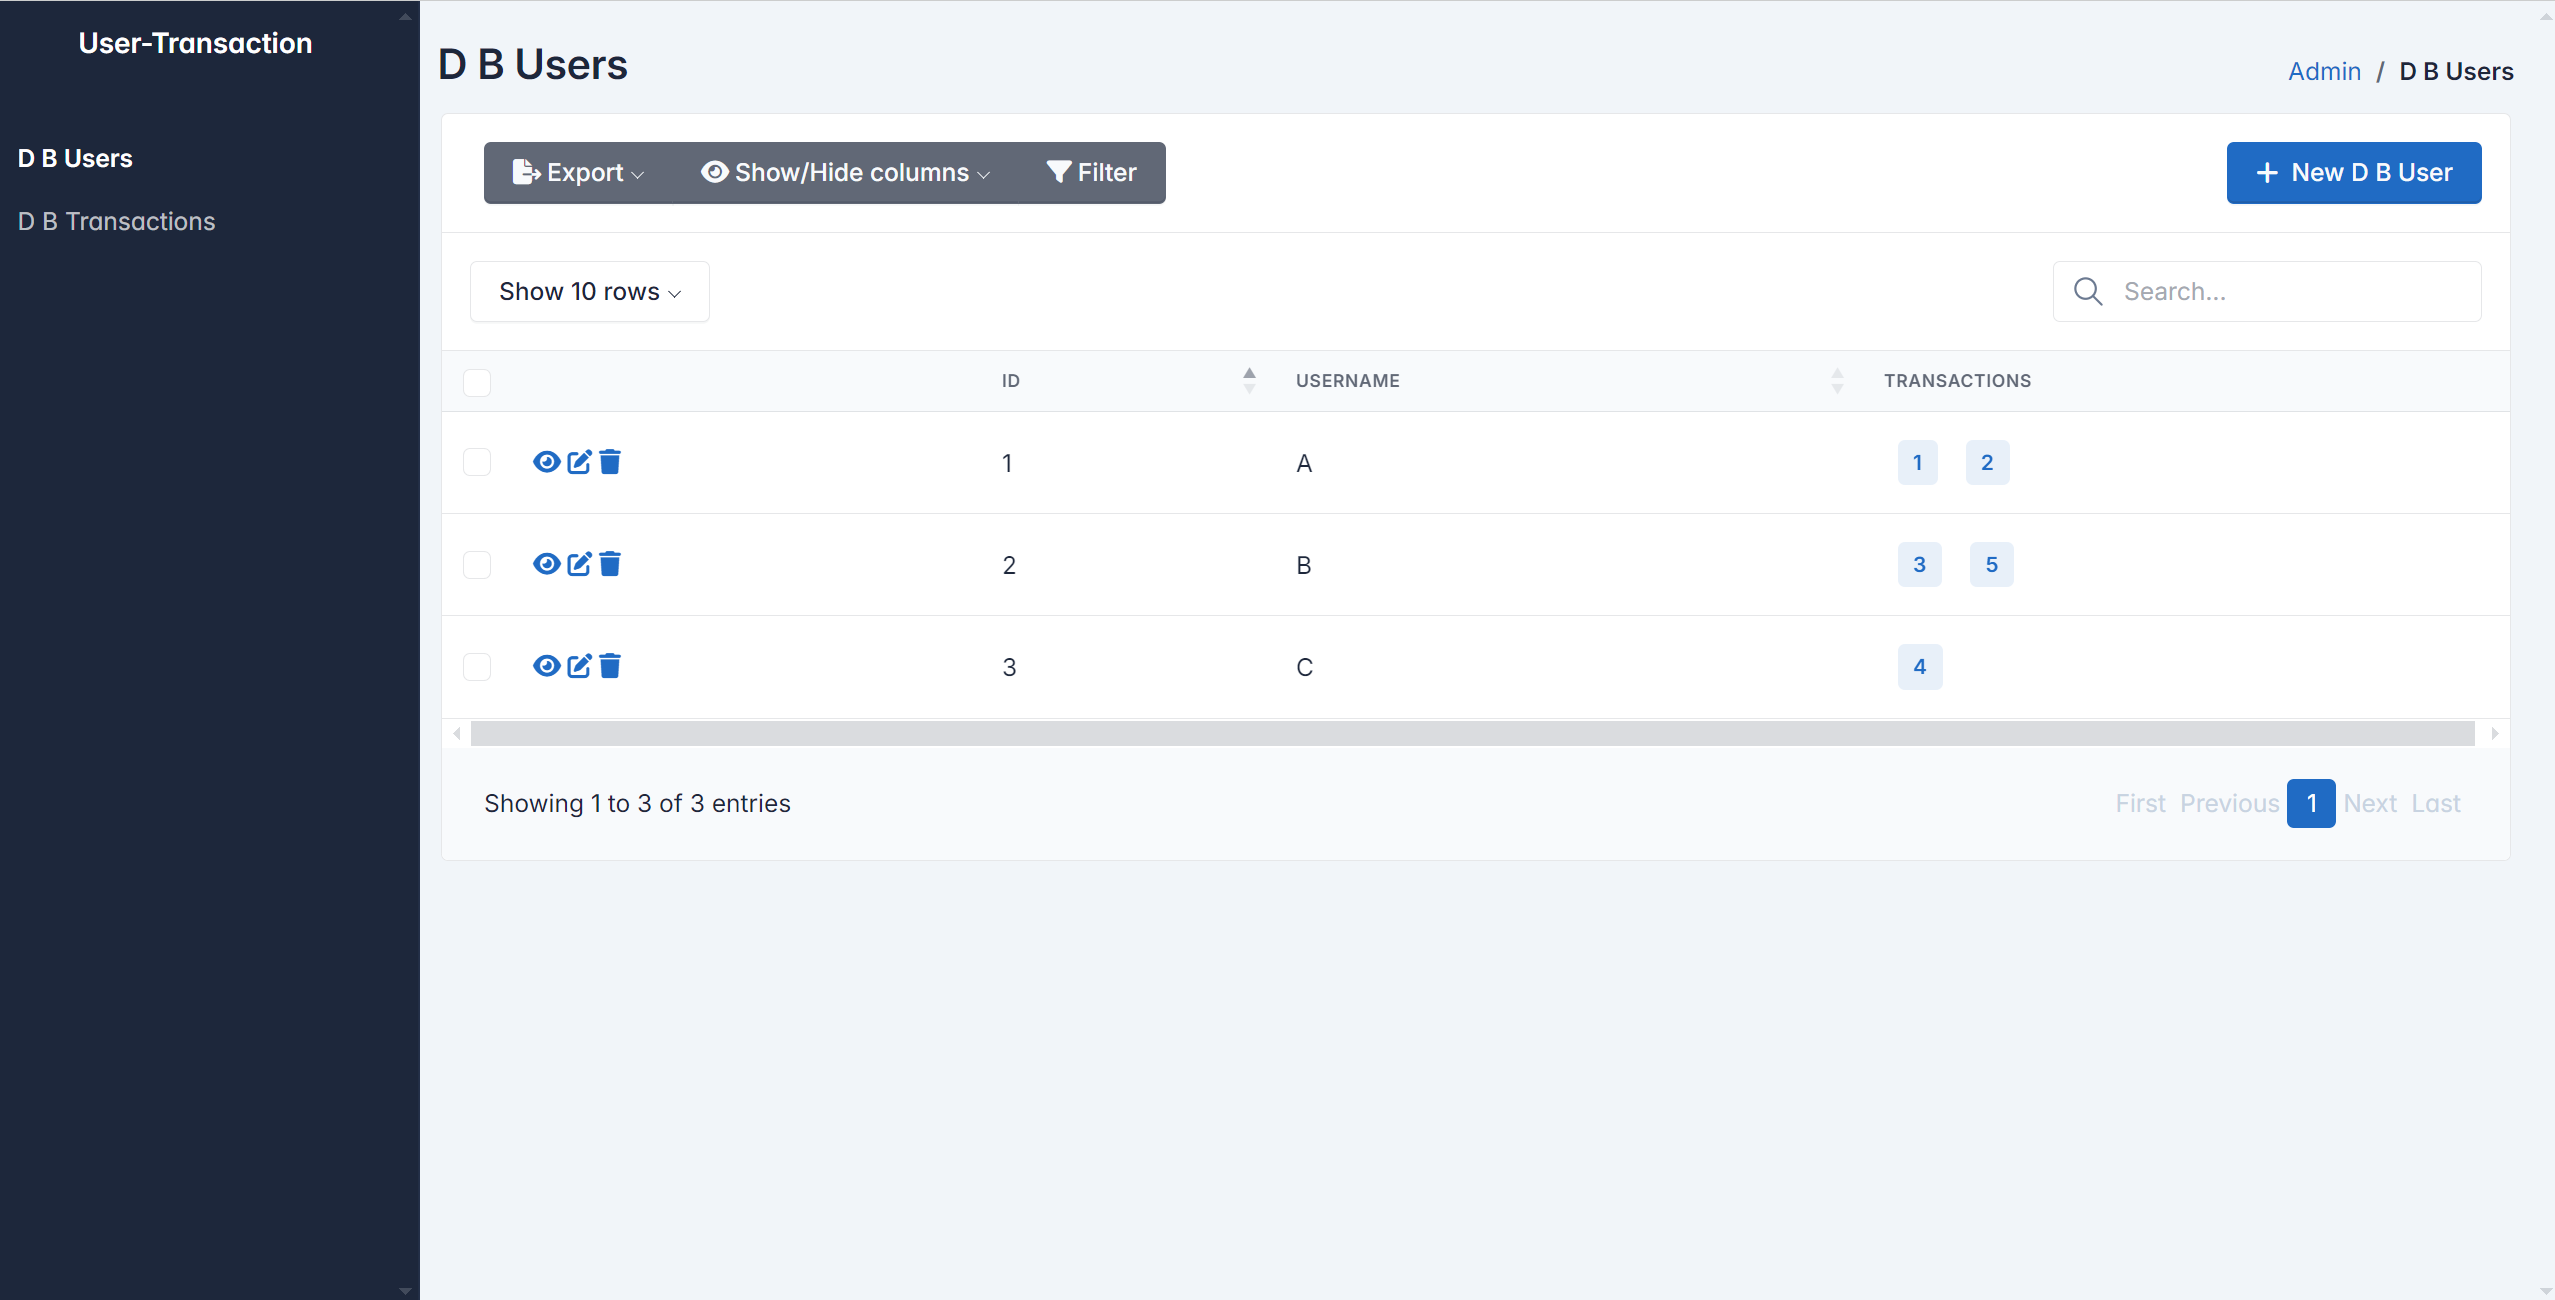 User-Transaction
D B Users
D B Transactions
D B Users
Admin / D B Users
Export Show/Hide columns Filter
+ New D B User
Show 10 rows
Search...
ID USERNAME TRANSACTIONS
1 A 1 2
2 B 3 5
3 C 4
Showing 1 to 3 of 3 entries
First Previous 1 Next Last